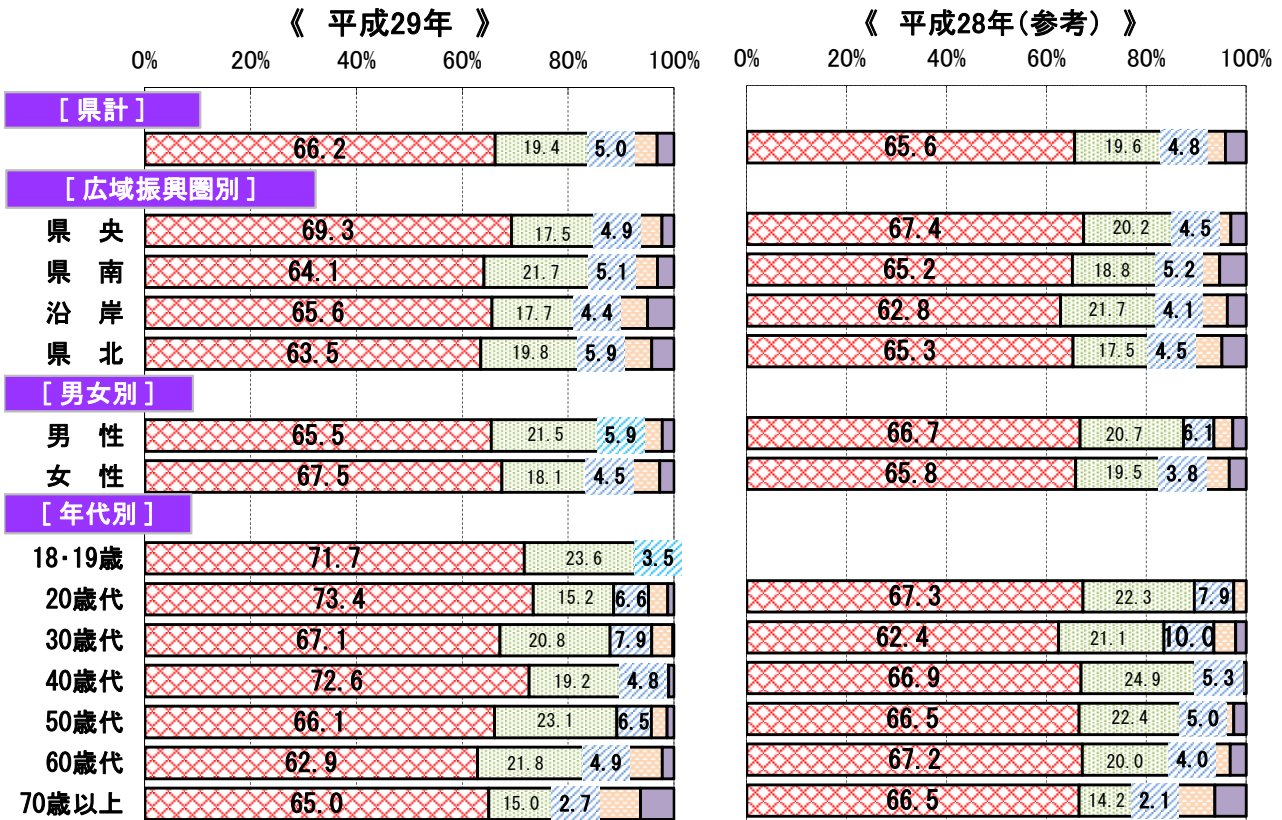 《 平成29年 》 《 平成28年（参考） 》
0% 20% 40% 60% 80% 100% 0% 20% 40% 60% 80% 100%
[ 県計 ]
66.2 19.4 5.0 65.6 19.6 4.8
[ 広域振興圏別 ]
県 央 69.3 17.5 4.9 67.4 20.2 4.5
県 南 64.1 21.7 5.1 65.2 18.8 5.2
沿 岸 65.6 17.7 4.4 62.8 21.7 4.1
県 北 63.5 19.8 5.9 65.3 17.5 4.5
[ 男女別 ]
男 性 65.5 21.5 5.9 66.7 20.7 6.1
女 性 67.5 18.1 4.5 65.8 19.5 3.8
[ 年代別 ]
18・19歳 71.7 23.6 3.5
20歳代 73.4 15.2 6.6 67.3 22.3 7.9
30歳代 67.1 20.8 7.9 62.4 21.1 10.0
40歳代 72.6 19.2 4.8 66.9 24.9 5.3
50歳代 66.1 23.1 6.5 66.5 22.4 5.0
60歳代 62.9 21.8 4.9 67.2 20.0 4.0
70歳以上 65.0 15.0 2.7 66.5 14.2 2.1